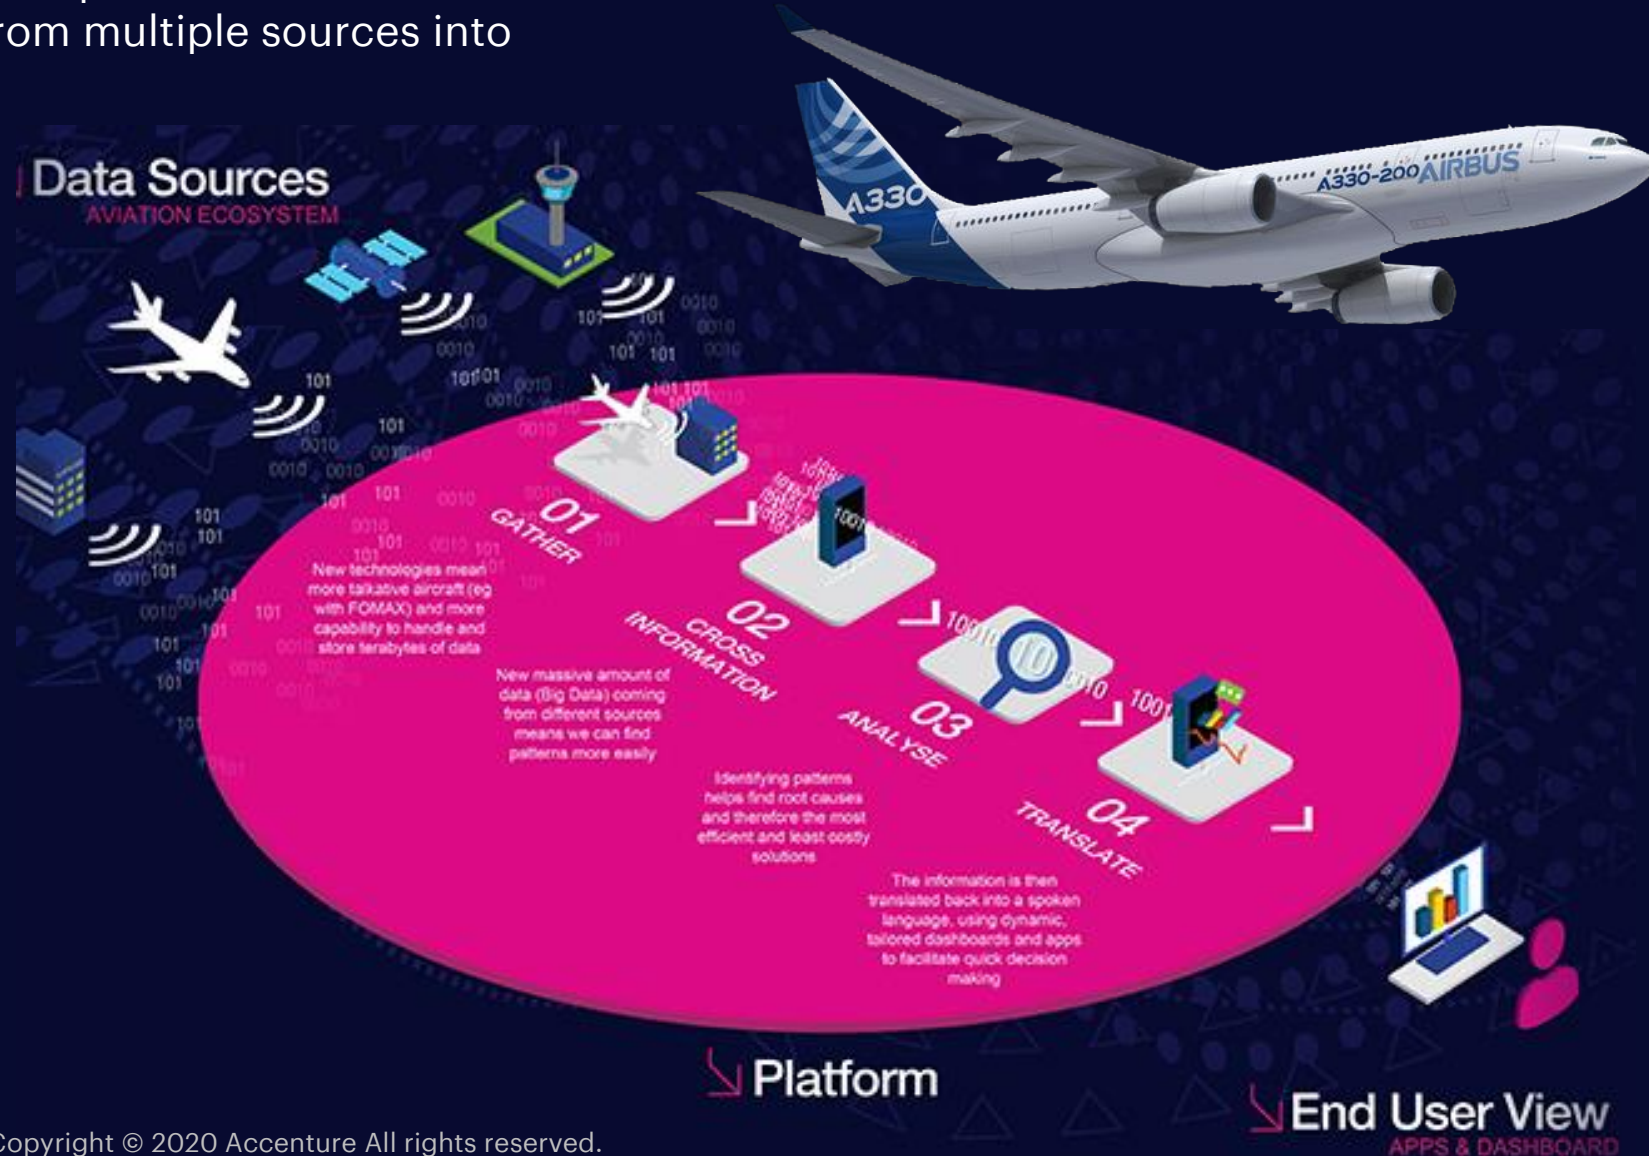 rom multiple sources into
Data Sources
AVIATION ECOSYSTEM
A330
A330-200 AIRBUS
01
GATHER
New technologies mean
more talkative aircraft (eg
with FOMAX) and more
capability to handle and
store terabytes of data
02
CROSS
INFORMATION
New massive amount of
data (Big Data) coming
from different sources
means we can find
patterns more easily
03
ANALYSE
Identifying patterns
helps find root causes
and therefore the most
efficient and least costly
solutions
04
TRANSLATE
The information is then
translated back into a spoken
language, using dynamic,
tailored dashboards and apps
to facilitate quick decision
making
Platform
End User View
APPS & DASHBOARD
Copyright © 2020 Accenture All rights reserved.